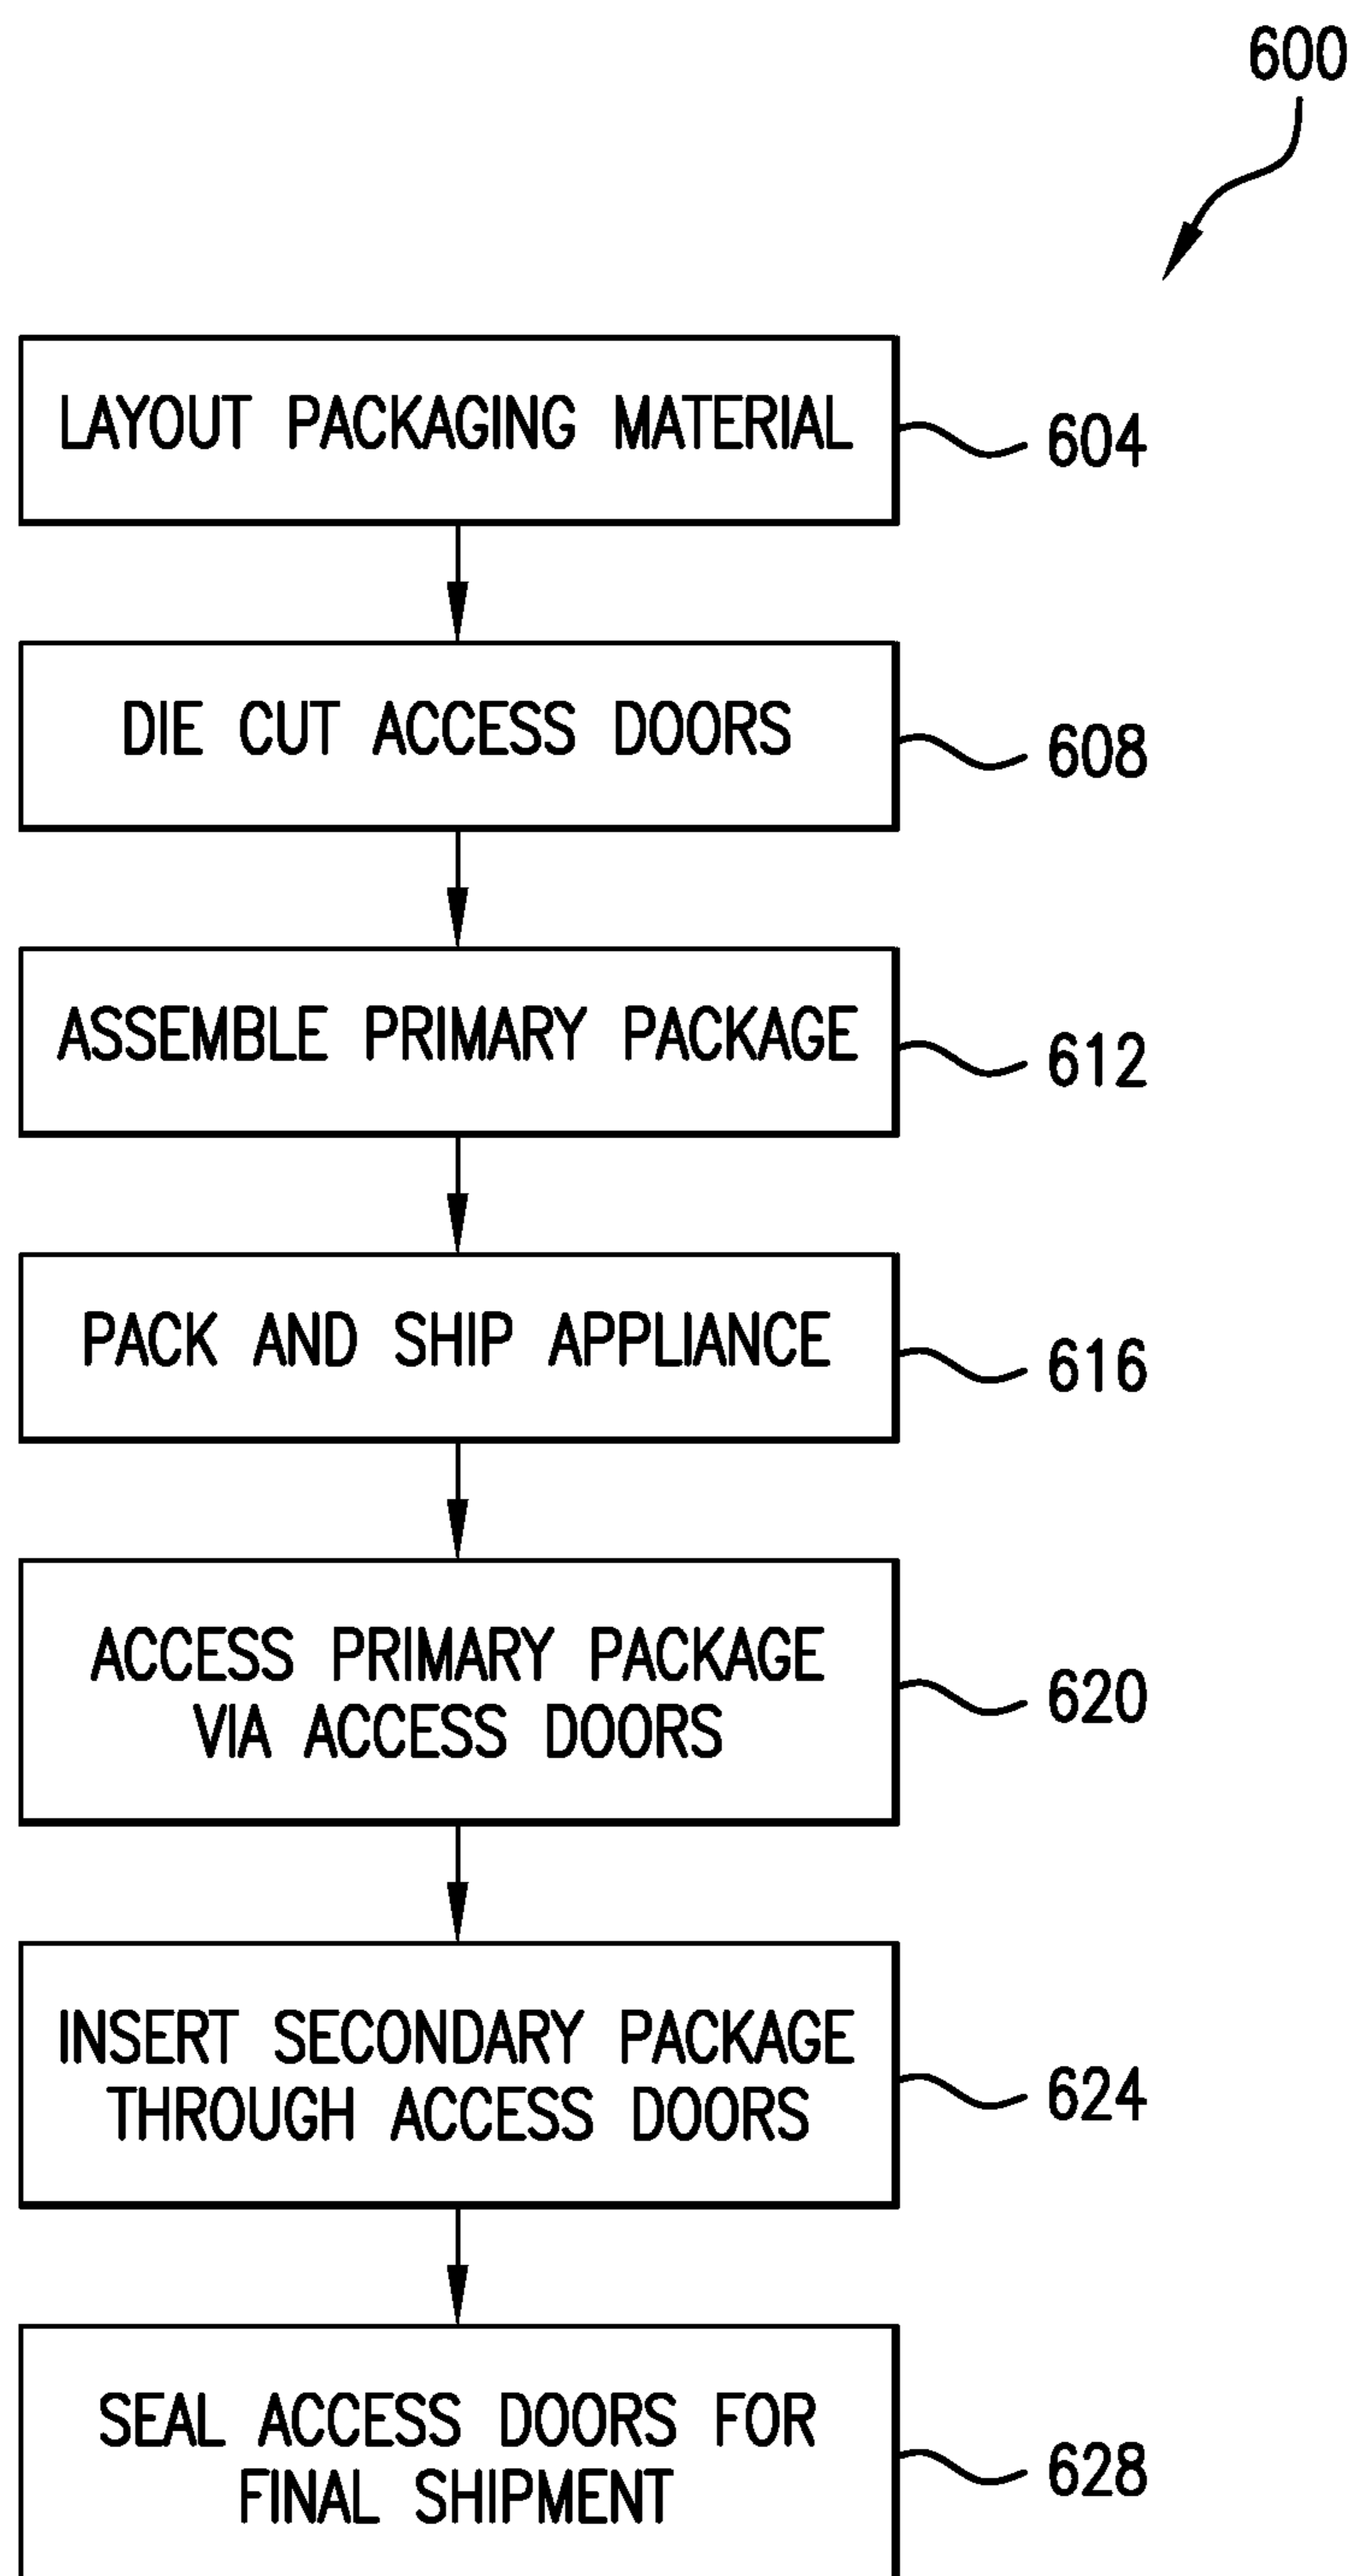 600
LAYOUT PACKAGING MATERIAL
604
DIE CUT ACCESS DOORS
608
ASSEMBLE PRIMARY PACKAGE
612
PACK AND SHIP APPLIANCE
616
ACCESS PRIMARY PACKAGE
VIA ACCESS DOORS
620
INSERT SECONDARY PACKAGE
THROUGH ACCESS DOORS
624
SEAL ACCESS DOORS FOR
FINAL SHIPMENT
628